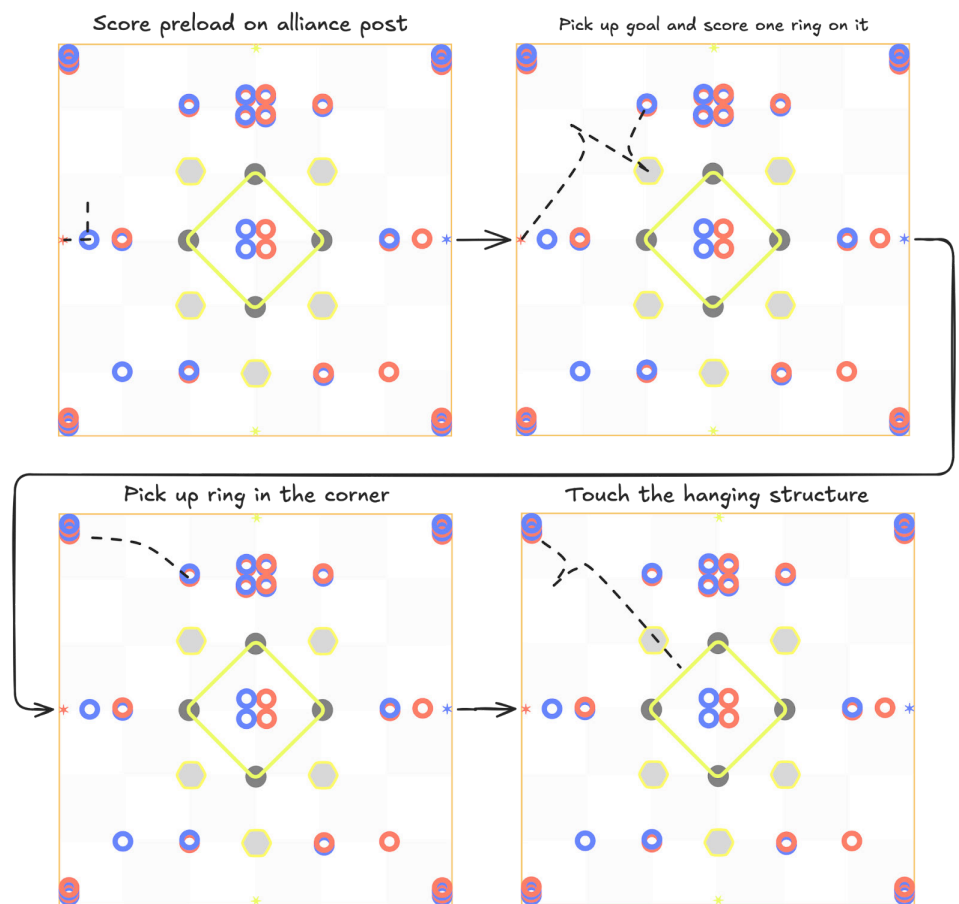 Score preload on alliance post
Pick up goal and score one ring on it
Pick up ring in the corner
Touch the hanging structure